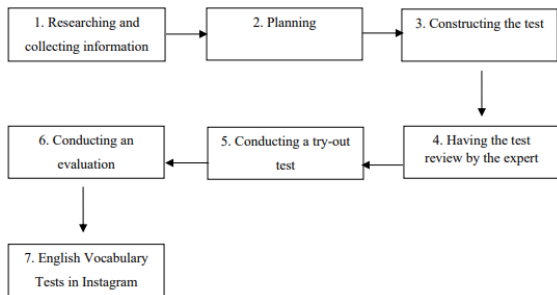 1. Researching and
collecting information
2. Planning
3. Constructing the test
4. Having the test
review by the expert
5. Conducting a try-out
test
6. Conducting an
evaluation
7. English Vocabulary
Tests in Instagram